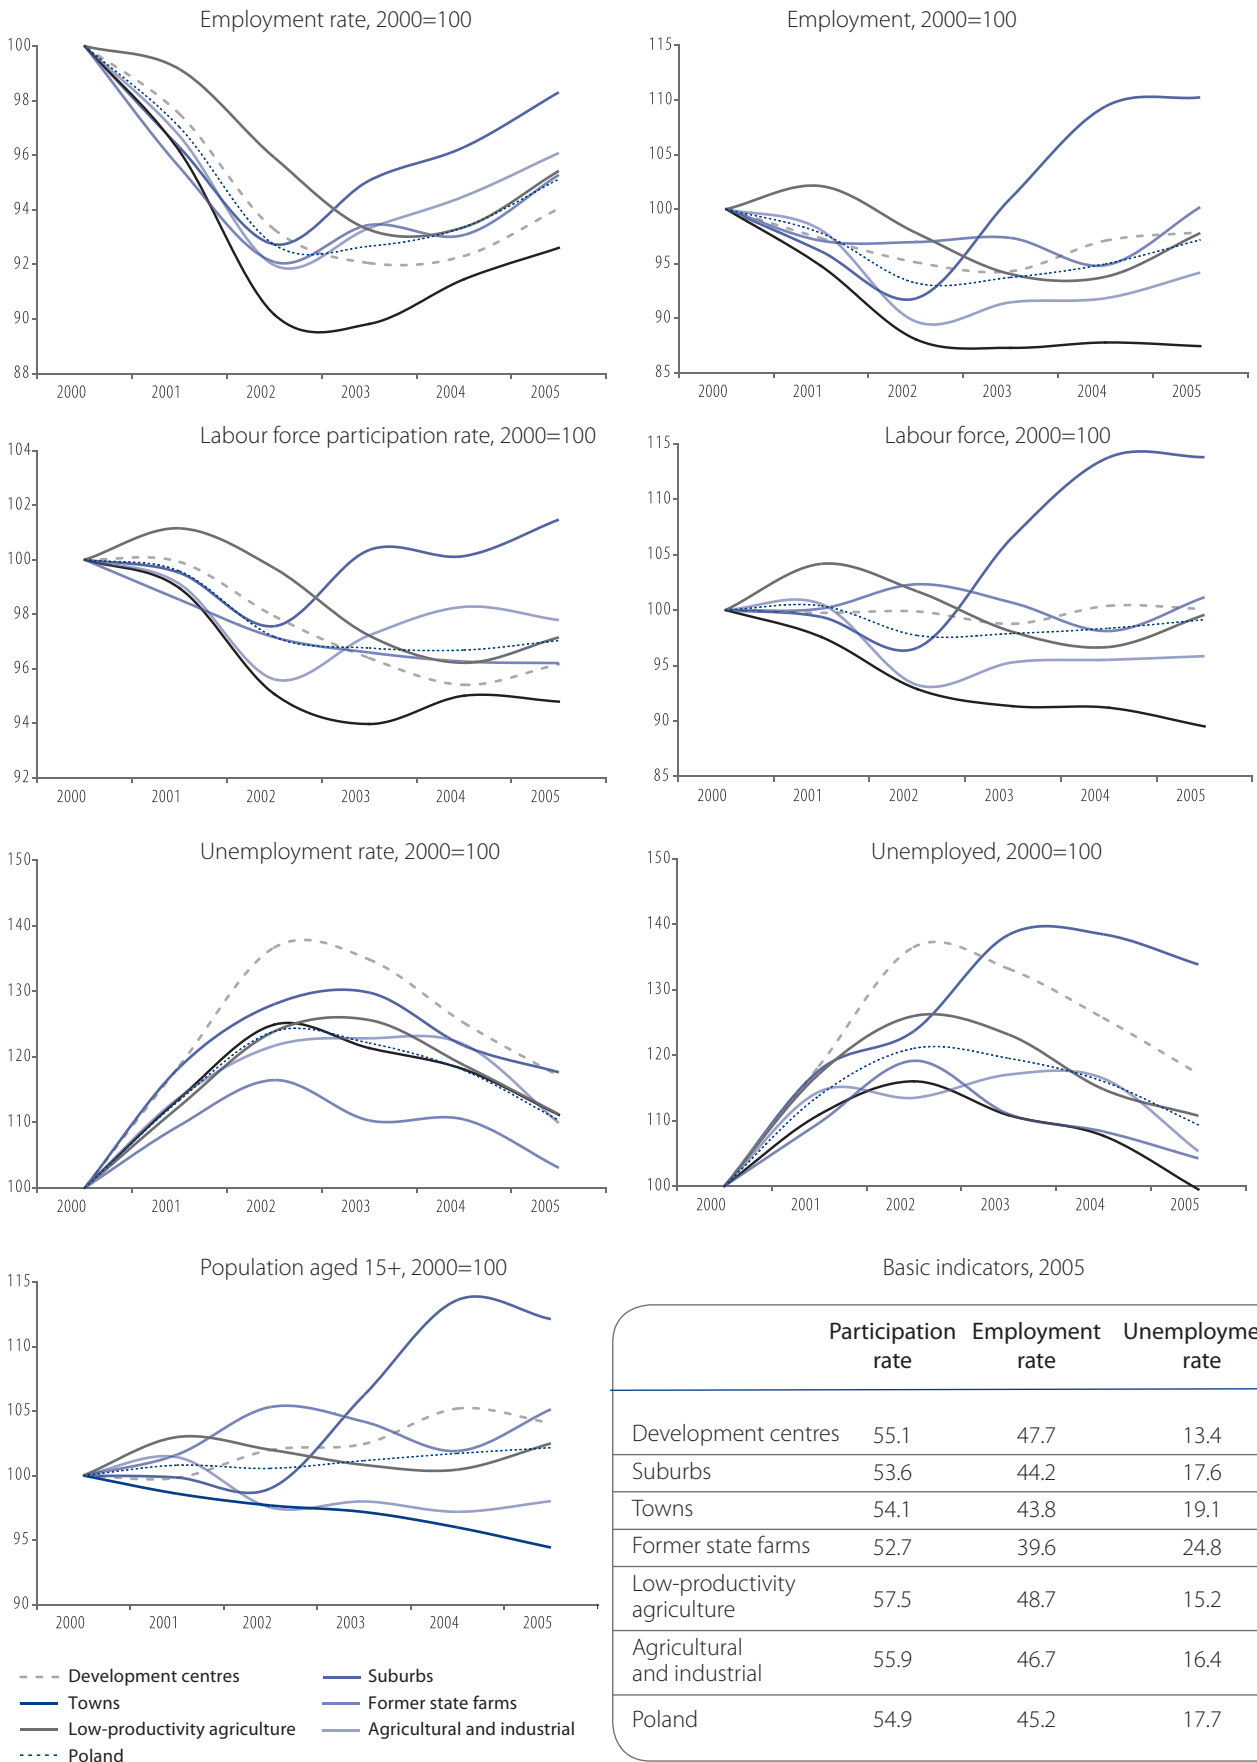 Employment rate, 2000=100
100
98
96
94
92
90
88
2000 2001 2002 2003 2004 2005
Employment, 2000=100
115
110
105
100
95
90
85
2000 2001 2002 2003 2004 2005
Labour force participation rate, 2000=100
104
102
100
98
96
94
92
2000 2001 2002 2003 2004 2005
Labour force, 2000=100
115
110
105
100
95
90
85
2000 2001 2002 2003 2004 2005
Unemployment rate, 2000=100
150
140
130
120
110
100
2000 2001 2002 2003 2004 2005
Unemployed, 2000=100
150
140
130
120
110
100
2000 2001 2002 2003 2004 2005
Population aged 15+, 2000=100
115
110
105
100
95
90
2000 2001 2002 2003 2004 2005
Development centres
Suburbs
Towns
Former state farms
Low-productivity agriculture
Agricultural and industrial
Poland
Basic indicators, 2005
Participation Employment Unemployme
rate rate rate
Development centres 55.1 47.7 13.4
Suburbs 53.6 44.2 17.6
Towns 54.1 43.8 19.1
Former state farms 52.7 39.6 24.8
Low-productivity
agriculture 57.5 48.7 15.2
Agricultural
and industrial 55.9 46.7 16.4
Poland 54.9 45.2 17.7